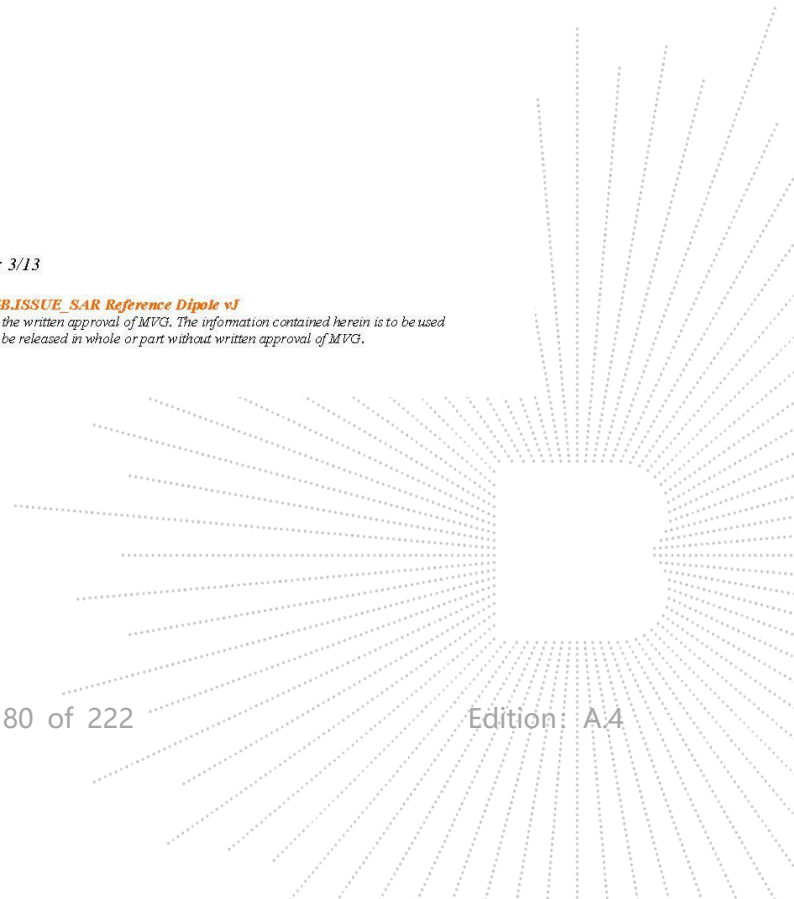 : 3/13
B.ISSUE_SAR Reference Dipole vJ
the written approval of MVG. The information contained herein is to be used
be released in whole or part without written approval of MVG.
80 of 222 Edition: A.4